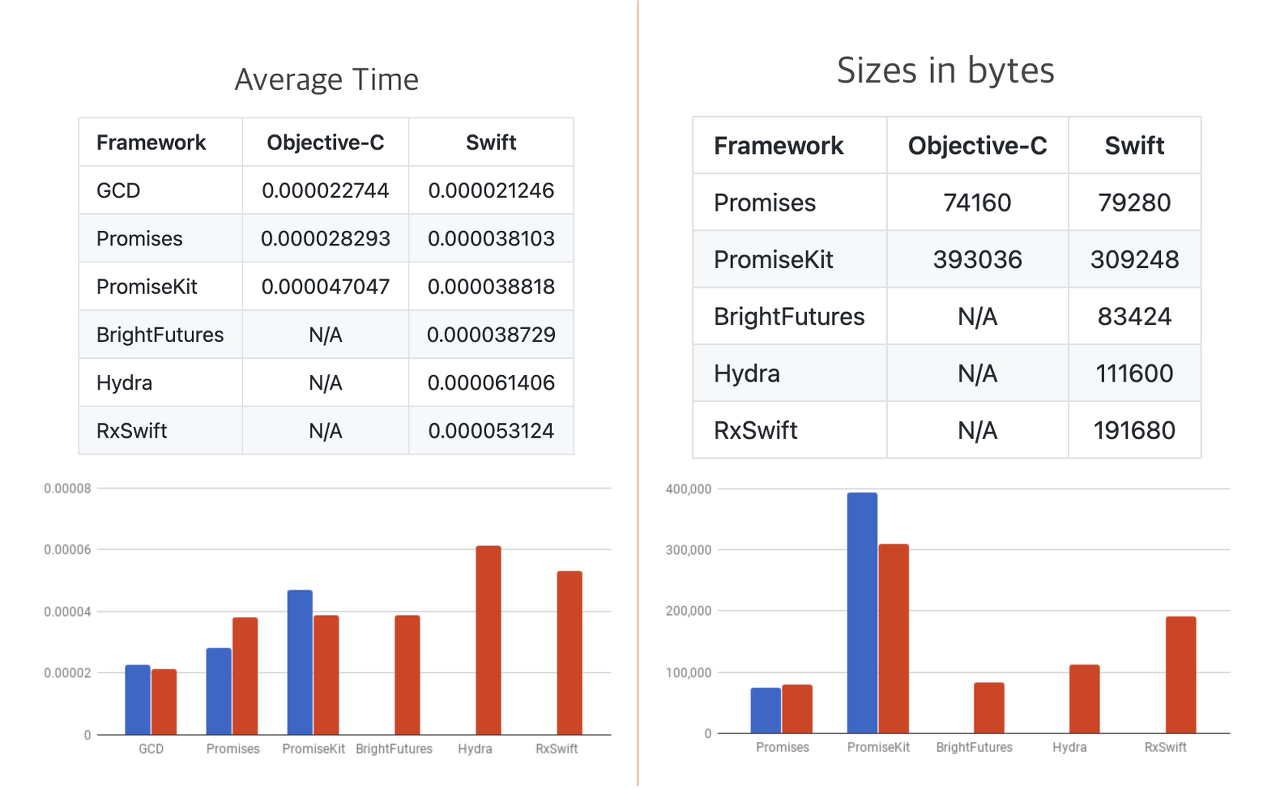 Average Time
Framework Objective-C Swift
GCD 0.000022744 0.000021246
Promises 0.000028293 0.000038103
PromiseKit 0.000047047 0.000038818
BrightFutures N/A 0.000038729
Hydra N/A 0.000061406
RxSwift N/A 0.000053124
0.00008
0.00006
0.00004
0.00002
0
GCD Promises PromiseKit BrightFutures Hydra RxSwift
Sizes in bytes
Framework Objective-C Swift
Promises 74160 79280
PromiseKit 393036 309248
BrightFutures N/A 83424
Hydra N/A 111600
RxSwift N/A 191680
400,000
300,000
200,000
100,000
0
Promises PromiseKit BrightFutures Hydra RxSwift